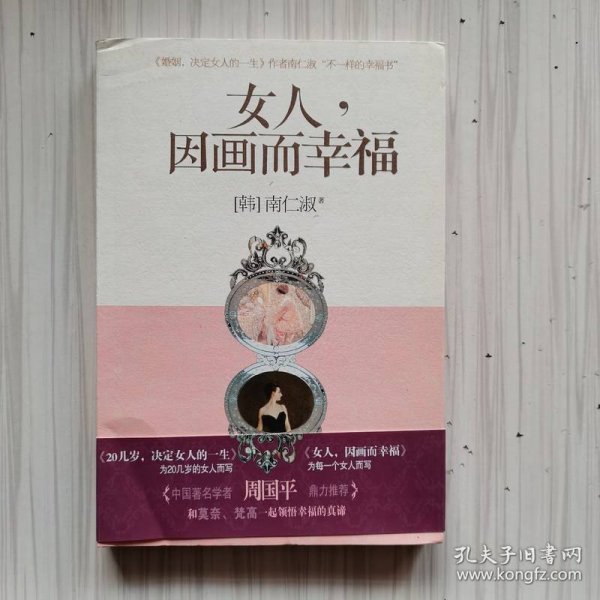 《婚姻，决定女人的一生》作者南仁淑“不一样的幸福书”
女人，
因画而幸福
[韩]南仁淑 著
《20几岁，决定女人的一生》
为20几岁的女人而写
《女人，因画而幸福》
为每一个女人而写
中国著名学者 周国平 鼎力推荐
和莫奈、梵高一起领悟幸福的真谛
孔夫子旧书网
www.kongfz.com